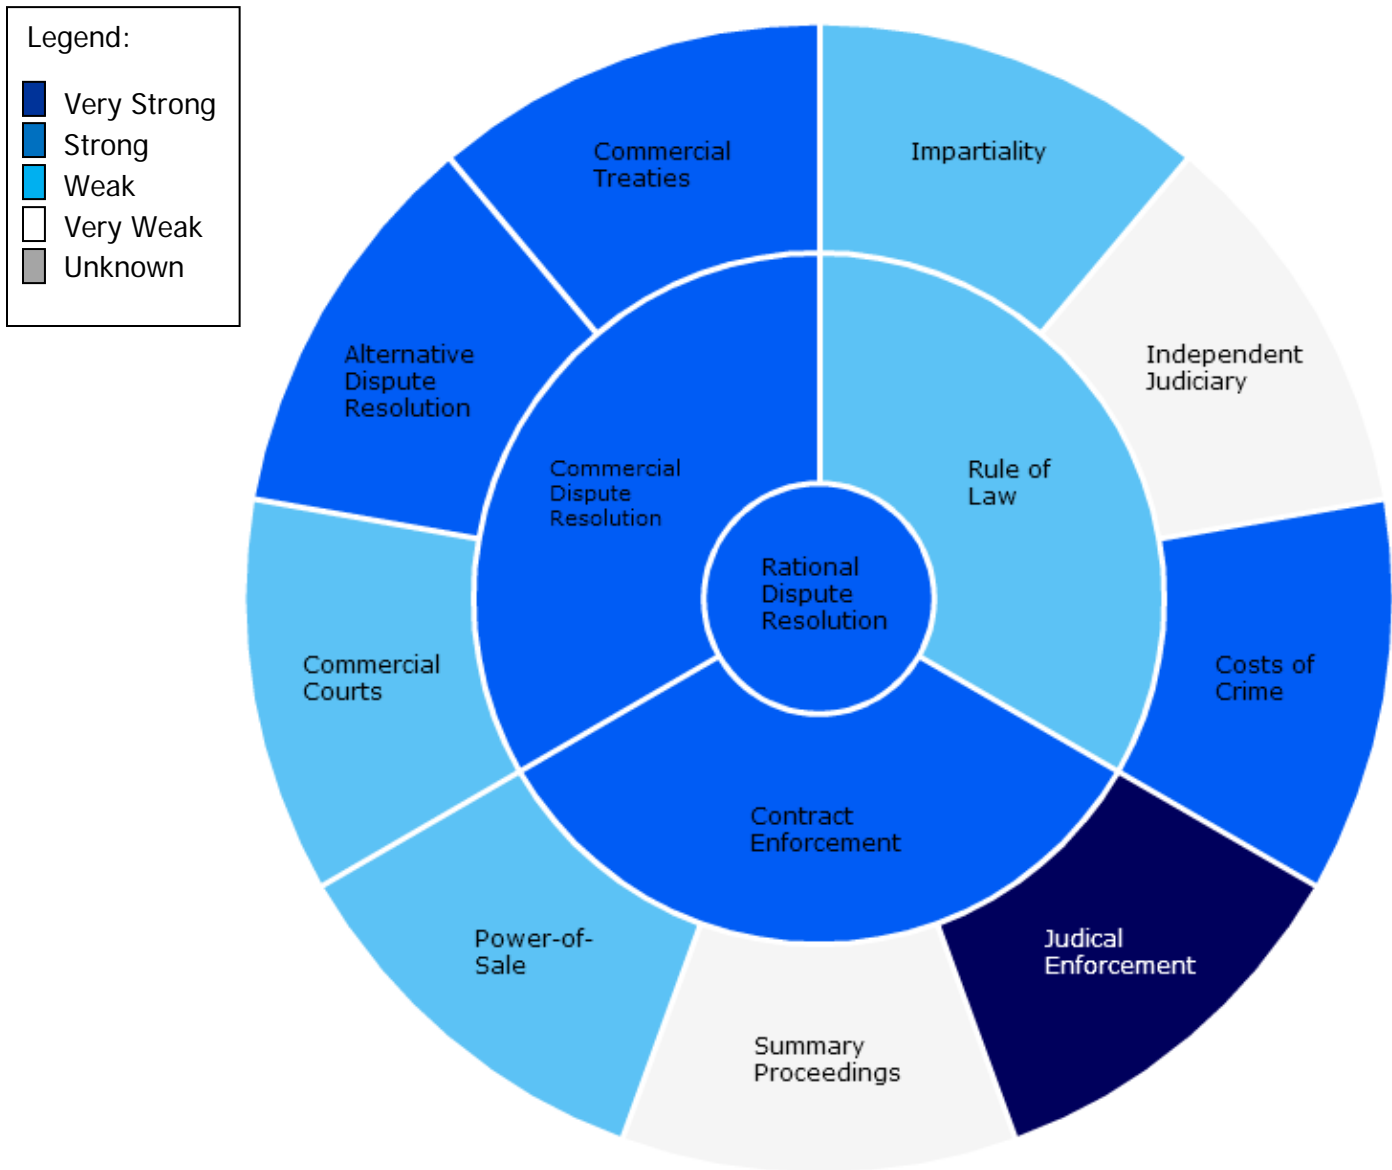 Legend:
Very Strong
Strong
Weak
Very Weak
Unknown
Commercial
Treaties
Impartiality
Alternative
Dispute
Resolution
Independent
Judiciary
Commercial
Dispute
Resolution
Rule of
Law
Rational
Dispute
Resolution
Commercial
Courts
Costs of
Crime
Contract
Enforcement
Power-of-
Sale
Judical
Enforcement
Summary
Proceedings